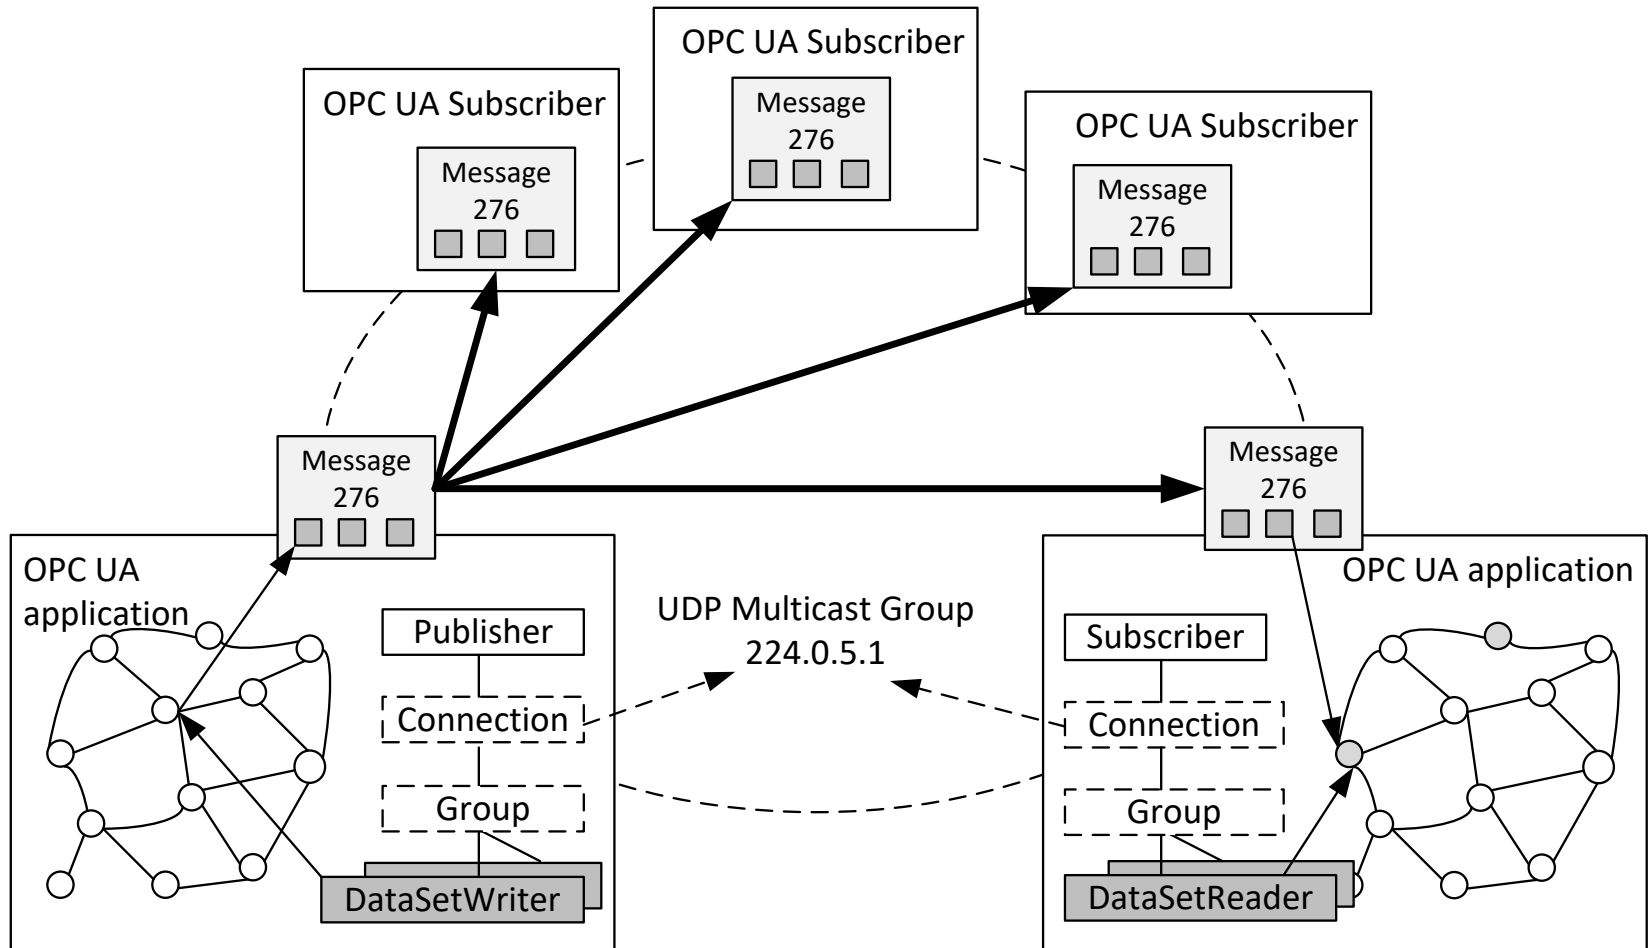 OPC UA Subscriber
Message
276
OPC UA Subscriber
Message
276
OPC UA Subscriber
Message
276
Message
276
Message
276
OPC UA
application
Publisher
Connection
Group
DataSetWriter
UDP Multicast Group
224.0.5.1
OPC UA application
Subscriber
Connection
Group
DataSetReader